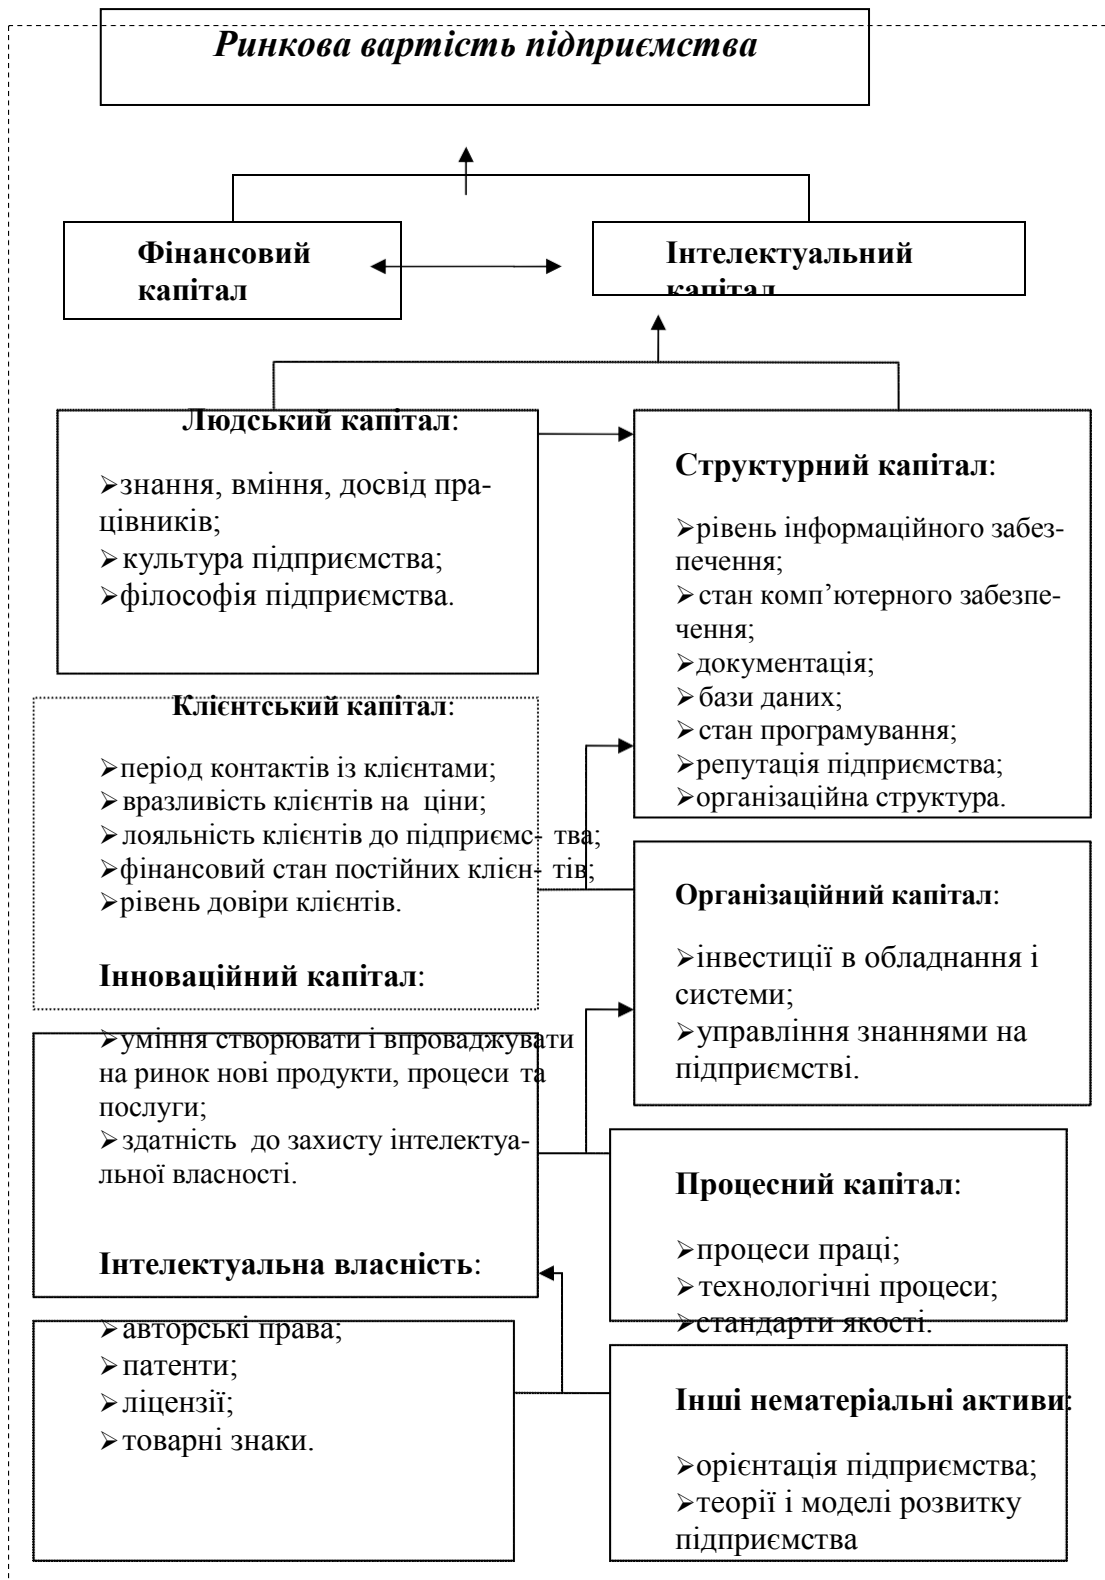 Ринкова вартість підприємства
Фінансовий
капітал
Інтелектуальний
капітал
Людський капітал:
➢знання, вміння, досвід пра-
цівників;
➢культура підприємства;
➢філософія підприємства.
Структурний капітал:
➢рівень інформаційного забез-
печення;
➢стан комп’ютерного забезпе-
чення;
➢документація;
➢бази даних;
➢стан програмування;
➢репутація підприємства;
➢організаційна структура.
Клієнтський капітал:
➢період контактів із клієнтами;
➢вразливість клієнтів на ціни;
➢лояльність клієнтів до підприємс- тва;
➢фінансовий стан постійних клієн- тів;
➢рівень довіри клієнтів.
Організаційний капітал:
➢інвестиції в обладнання і
системи;
➢управління знаннями на
підприємстві.
Інноваційний капітал:
➢уміння створювати і впроваджувати
на ринок нові продукти, процеси та
послуги;
➢здатність до захисту інтелектуа-
льної власності.
Процесний капітал:
➢процеси праці;
➢технологічні процеси;
➢стандарти якості.
Інтелектуальна власність:
➢авторські права;
➢патенти;
➢ліцензії;
➢товарні знаки.
Інші нематеріальні активи:
➢орієнтація підприємства;
➢теорії і моделі розвитку
підприємства